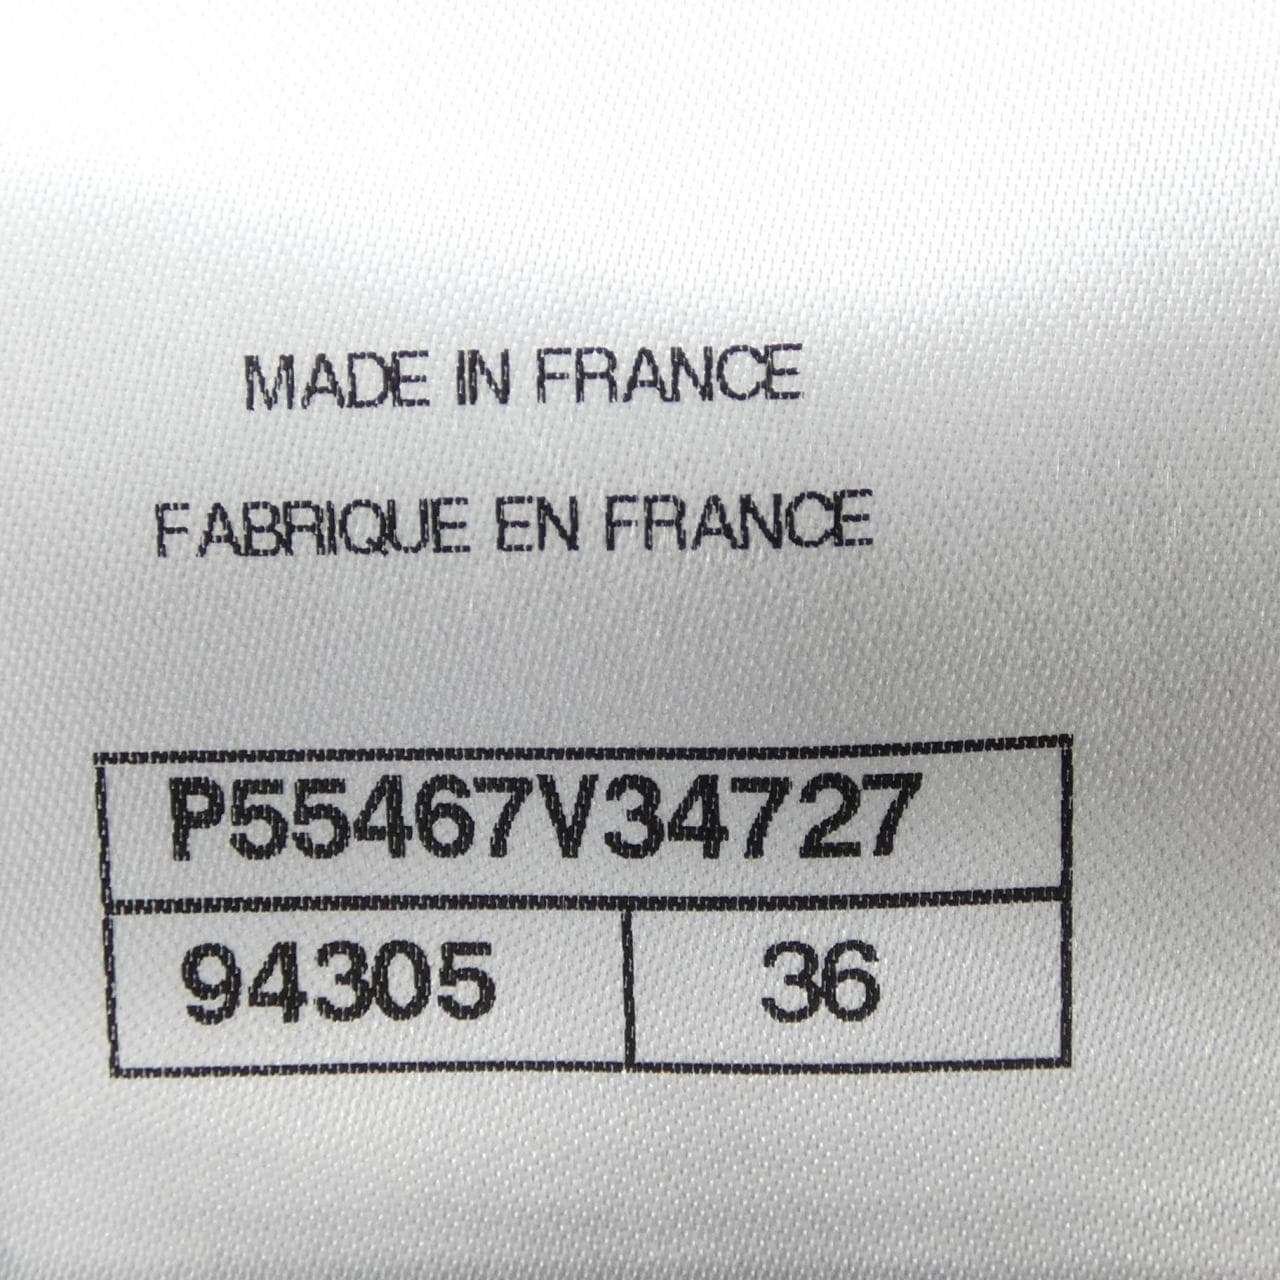 MADE IN FRANCE
FABRIQUE EN FRANCE
P55467V34727
94305 36